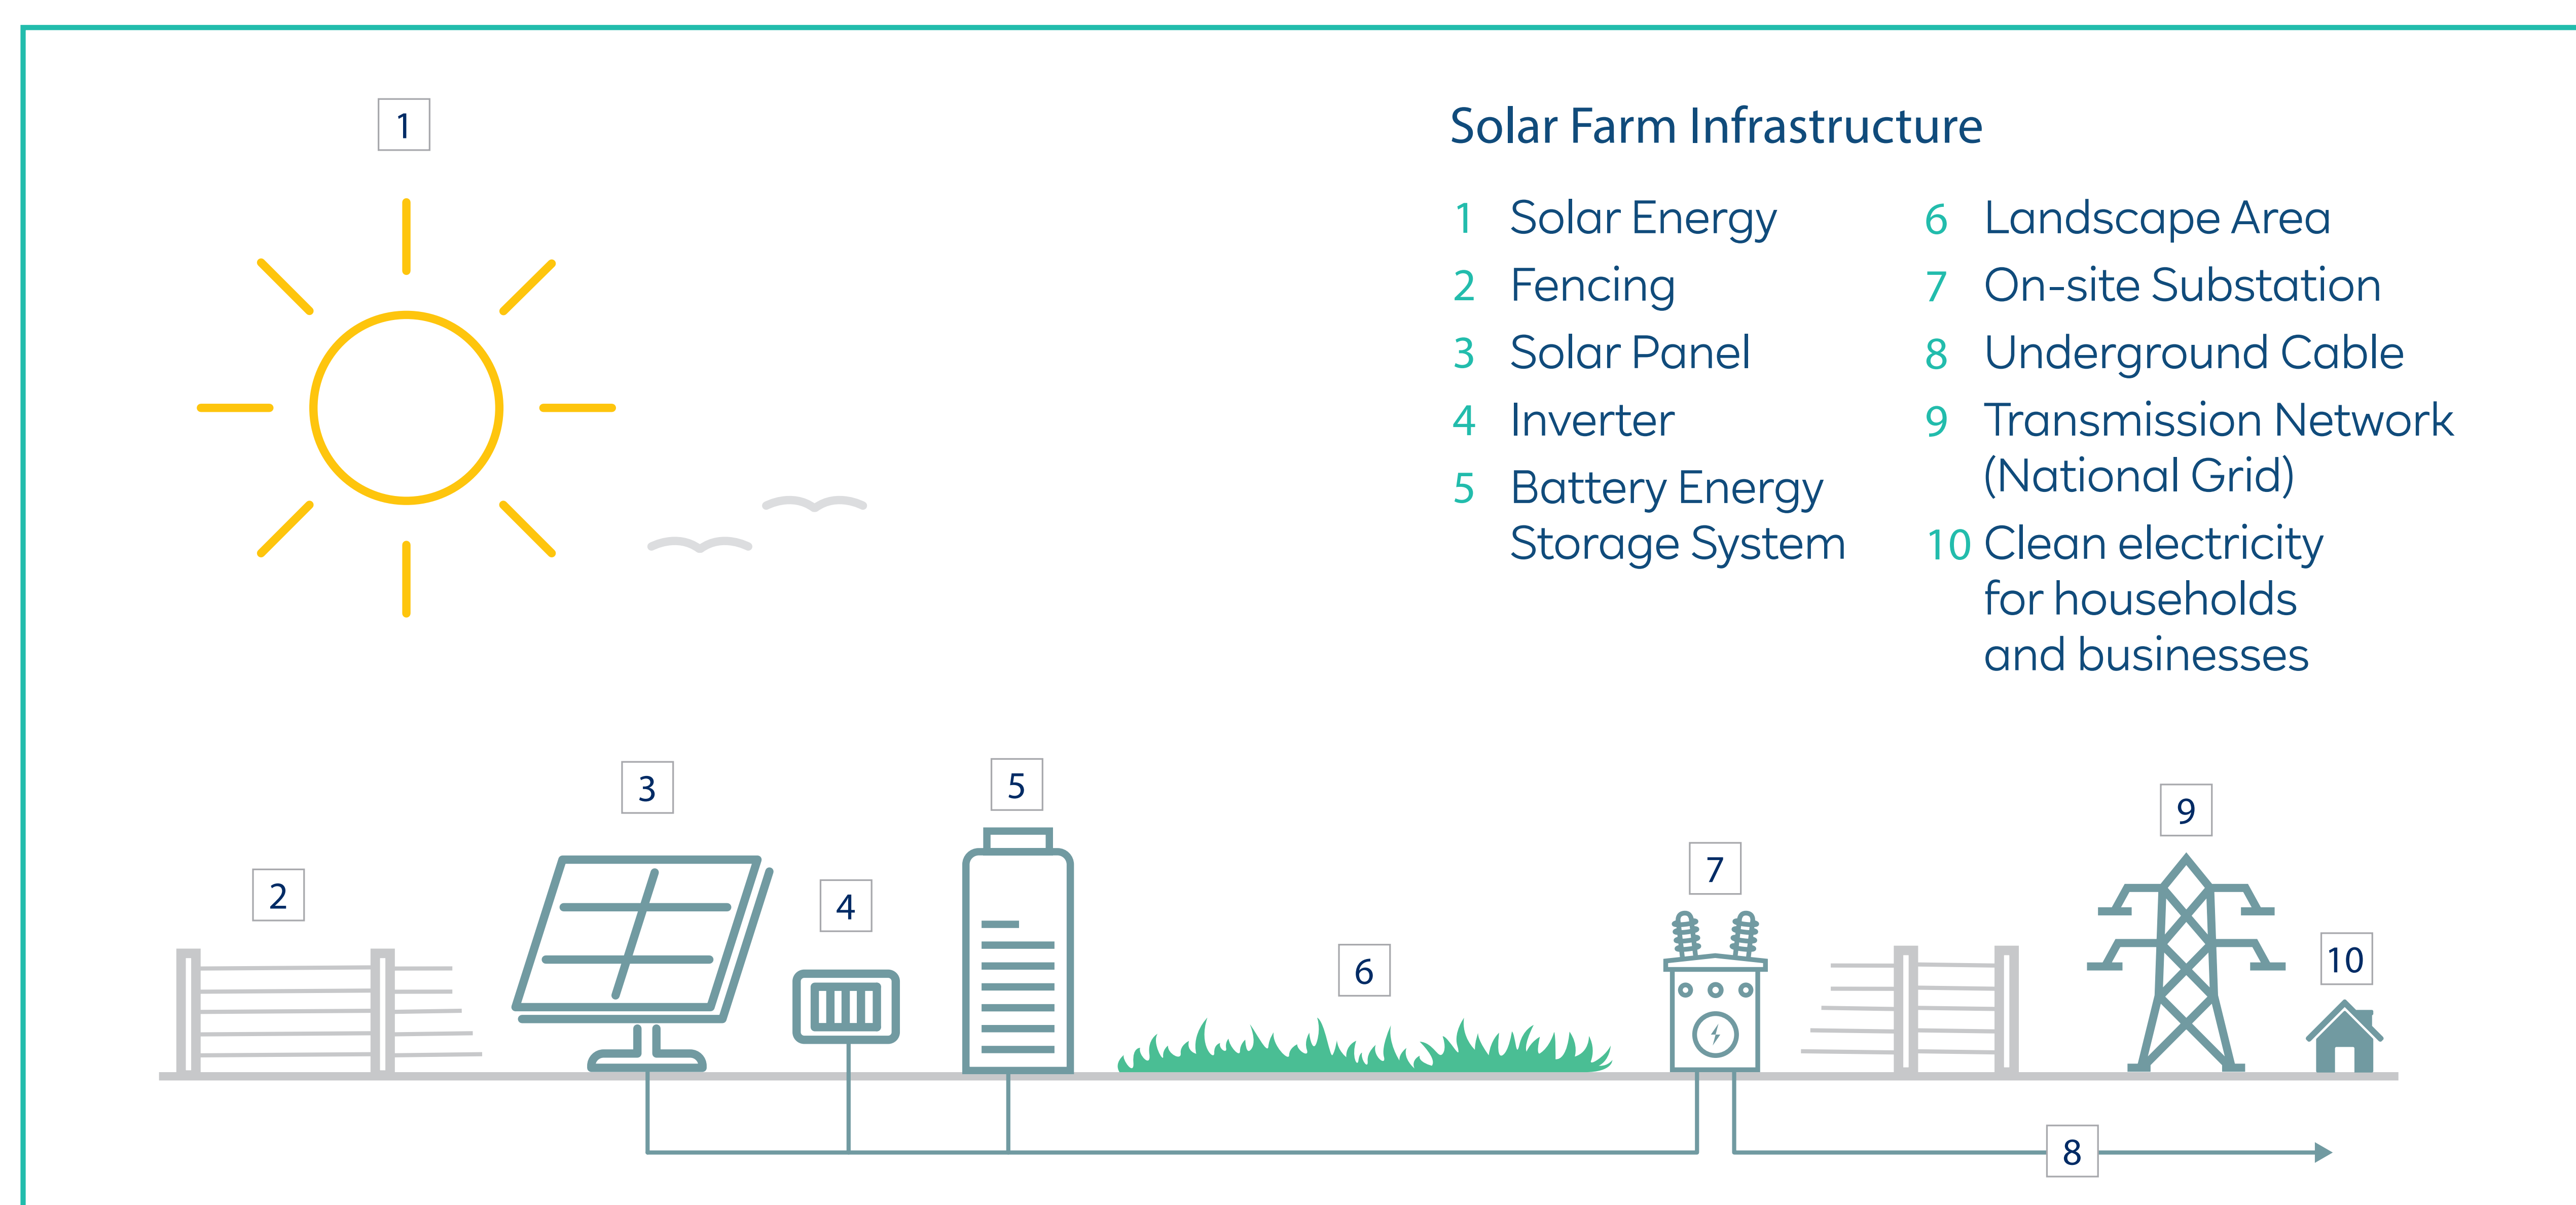 1
Solar Farm Infrastructure
1 Solar Energy
2 Fencing
3 Solar Panel
4 Inverter
5 Battery Energy
Storage System
6 Landscape Area
7 On-site Substation
8 Underground Cable
9 Transmission Network
(National Grid)
10 Clean electricity
for households
and businesses
2
3
4
5
6
7
9
10
8